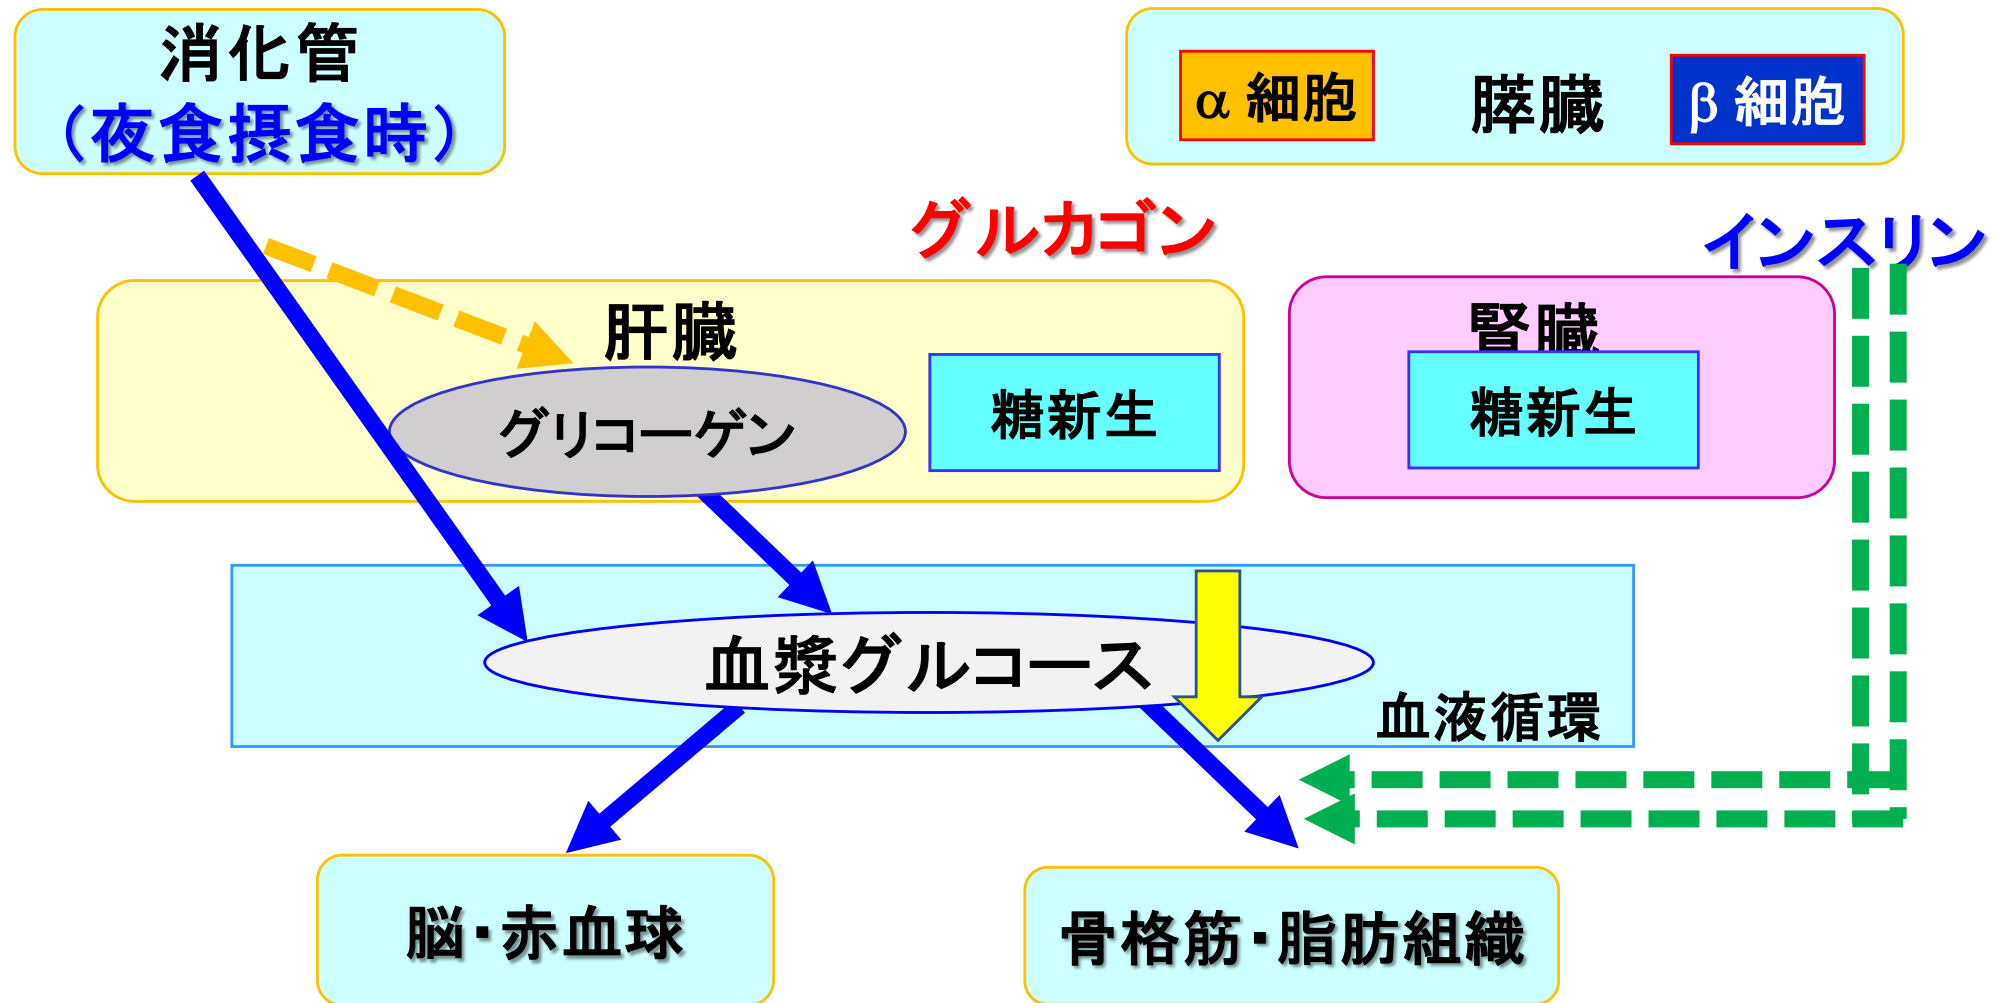 消化管
（夜食摂食時）
α 細胞
膵臓
β 細胞
グルカゴン
インスリン
肝臓
腎臓
グリコーゲン
糖新生
糖新生
血漿グルコース
血液循環
脳・赤血球
骨格筋・脂肪組織